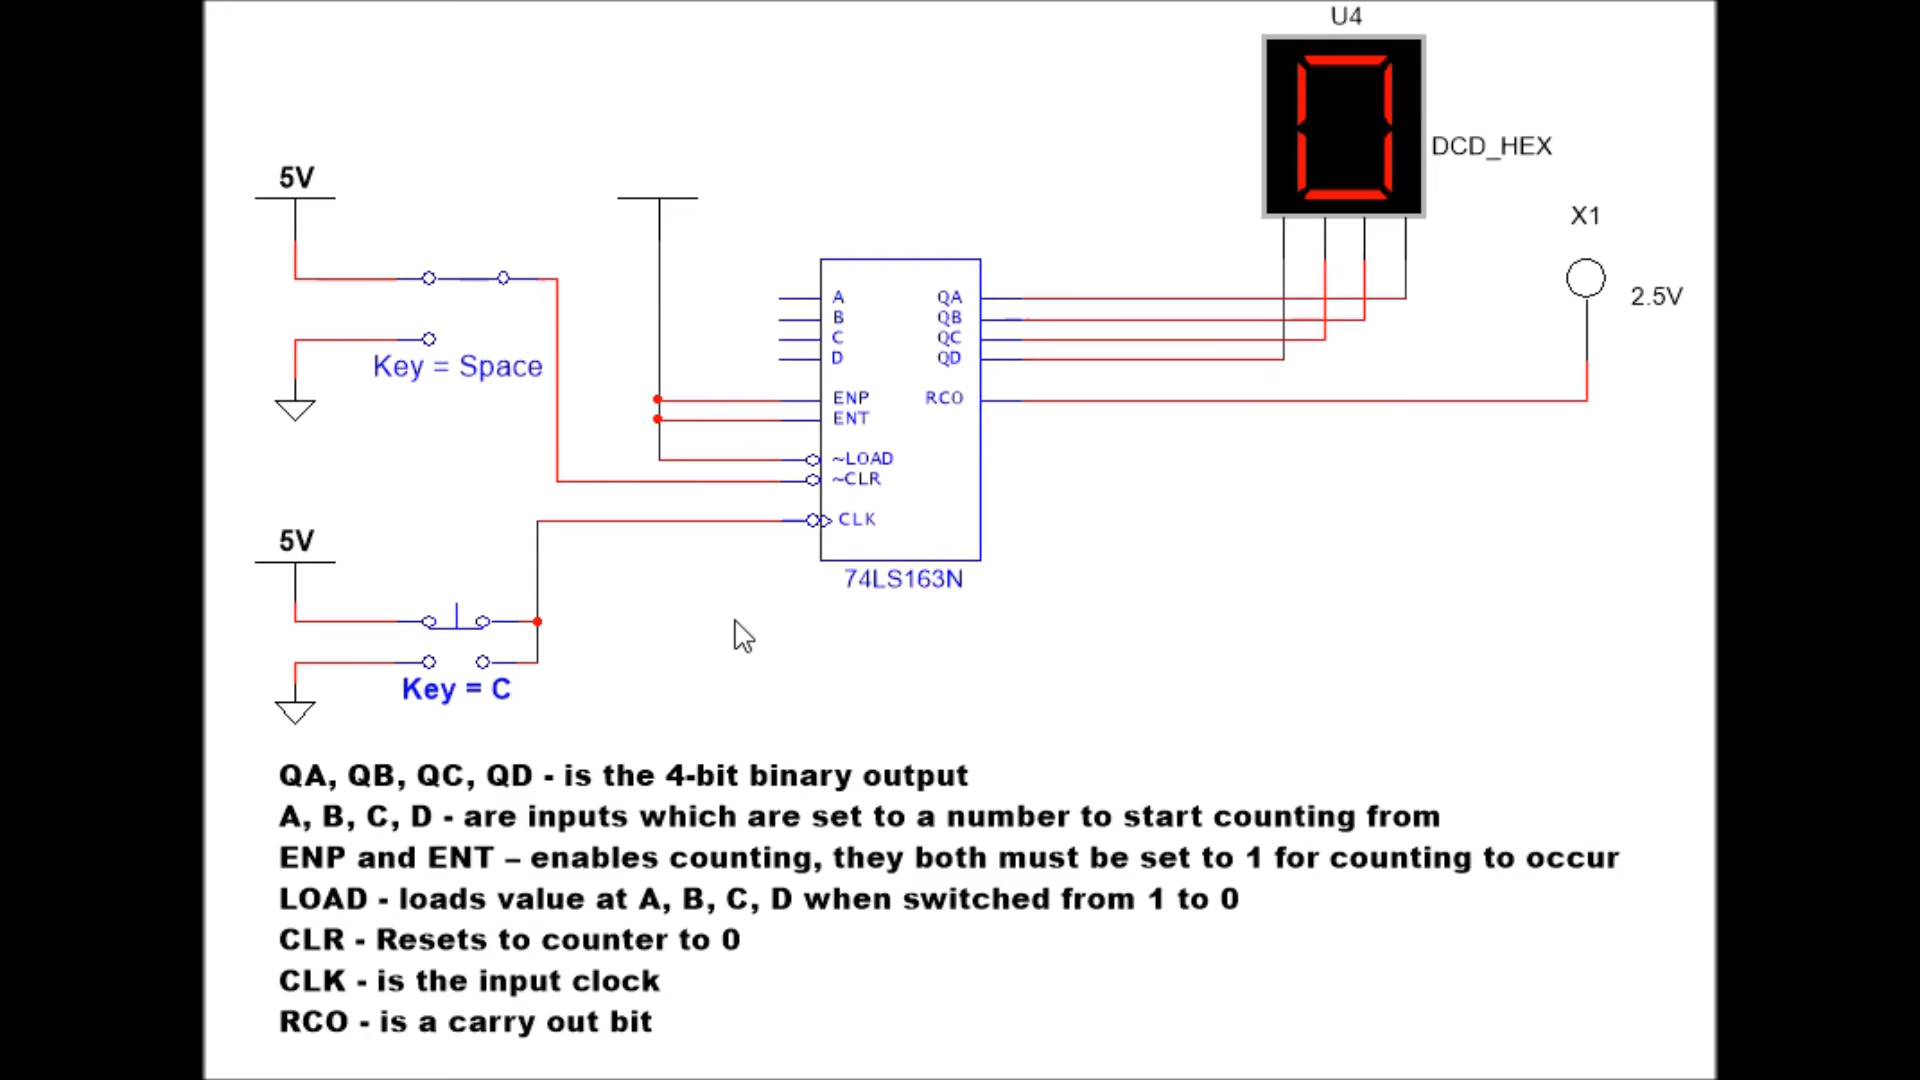 U4
DCD_HEX
5V
X1
2.5V
A QA
B QB
C QC
D QD
Key = Space
ENP RCO
ENT
~LOAD
~CLR
CLK
5V
74LS163N
Key = C
QA, QB, QC, QD - is the 4-bit binary output
A, B, C, D - are inputs which are set to a number to start counting from
ENP and ENT – enables counting, they both must be set to 1 for counting to occur
LOAD - loads value at A, B, C, D when switched from 1 to 0
CLR - Resets to counter to 0
CLK - is the input clock
RCO - is a carry out bit